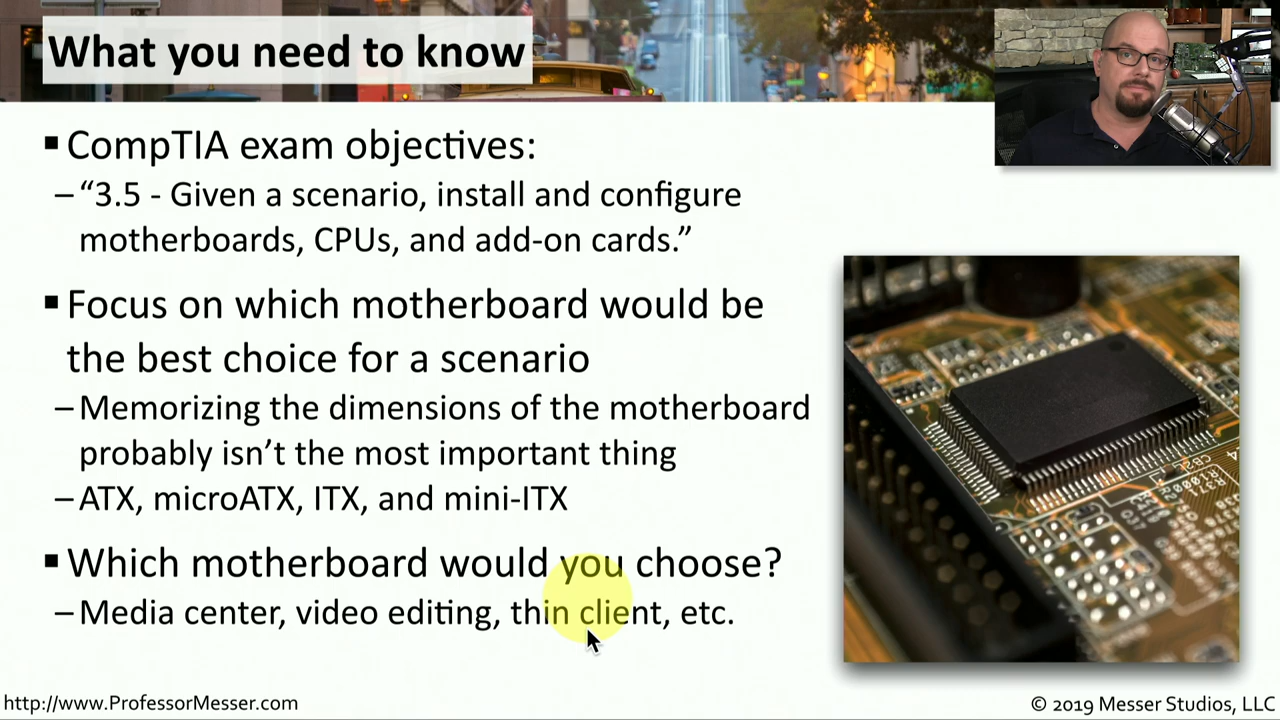 What you need to know
▪ CompTIA exam objectives:
– “3.5 - Given a scenario, install and configure
motherboards, CPUs, and add-on cards.”
▪ Focus on which motherboard would be
the best choice for a scenario
– Memorizing the dimensions of the motherboard
probably isn’t the most important thing
– ATX, microATX, ITX, and mini-ITX
▪ Which motherboard would you choose?
– Media center, video editing, thin client, etc.
http://www.ProfessorMesser.com
© 2019 Messer Studios, LLC